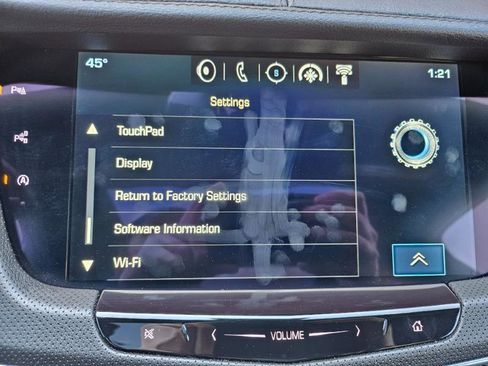 45°
S
1:21
Settings
TouchPad
Display
Return to Factory Settings
Software Information
Wi-Fi
VOLUME